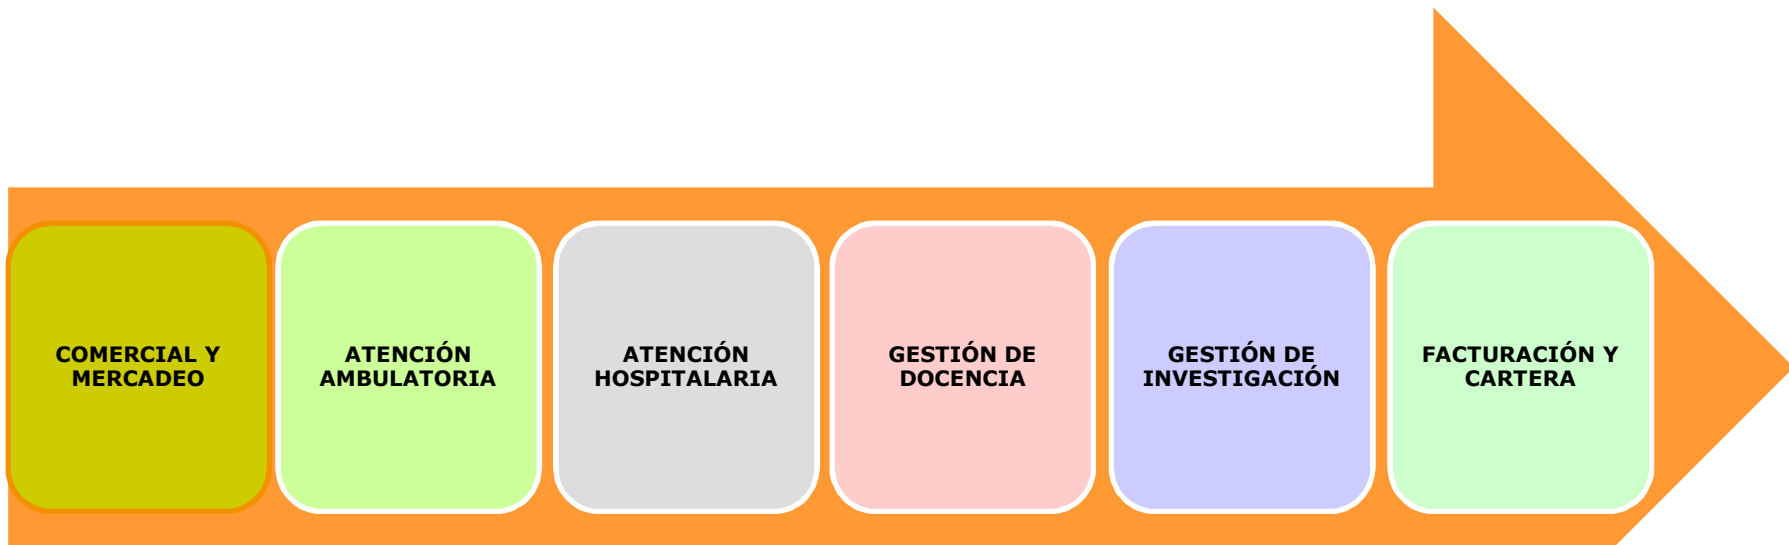 COMERCIAL Y
MERCADEO
ATENCIÓN
AMBULATORIA
ATENCIÓN
HOSPITALARIA
GESTIÓN DE
DOCENCIA
GESTIÓN DE
INVESTIGACIÓN
FACTURACIÓN Y
CARTERA